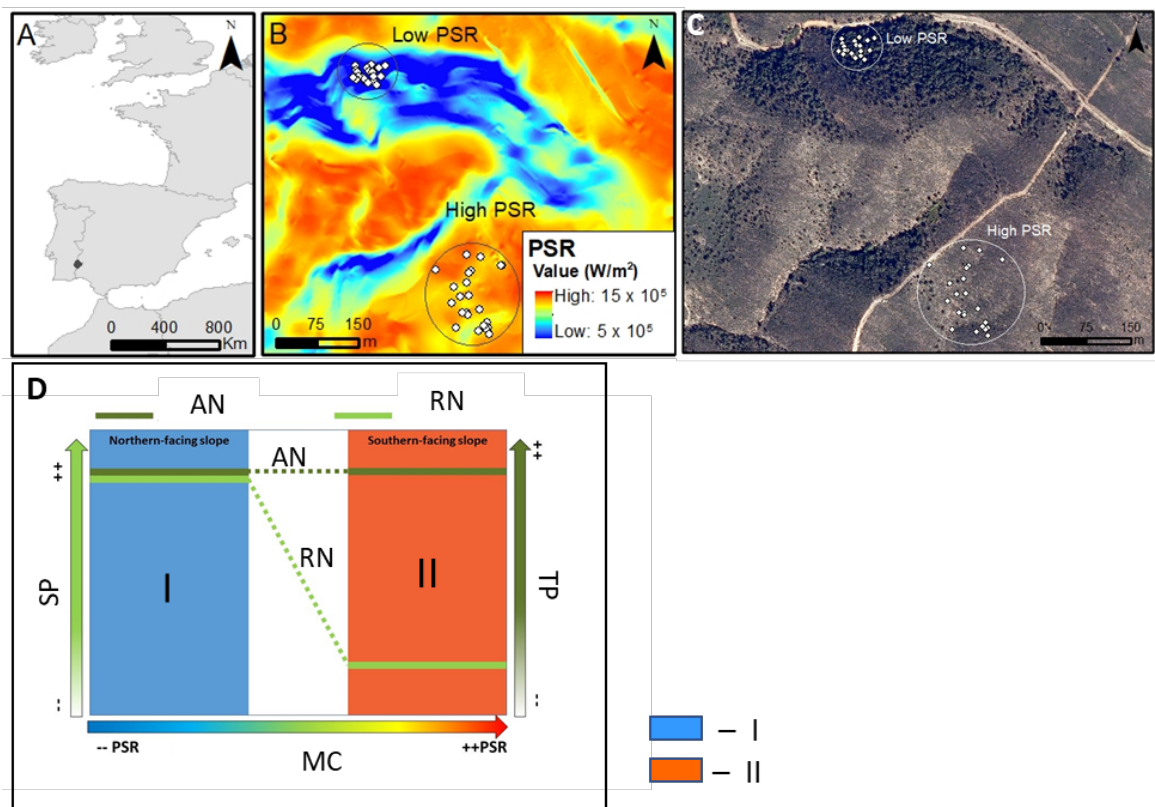 A
N
0 400 800
Km
B
Low PSR
N
High PSR
PSR
Value (W/m²)
High: 15 x 10⁵
Low: 5 x 10⁵
0 75 150
m
C
Low PSR
High PSR
0 75 150
m
D
AN
RN
Northern-facing slope
Southern-facing slope
++
++
AN
RN
I
II
SP
TP
--
--
-- PSR
++PSR
MC
– I
– II